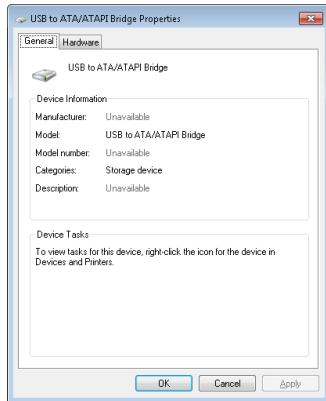 USB to ATA/ATAPI Bridge Properties
General Hardware
USB to ATA/ATAPI Bridge
Device Information
Manufacturer: Unavailable
Model: USB to ATA/ATAPI Bridge
Model number: Unavailable
Categories: Storage device
Description: Unavailable
Device Tasks
To view tasks for this device, right-click the icon for the device in
Devices and Printers.
OK Cancel Apply